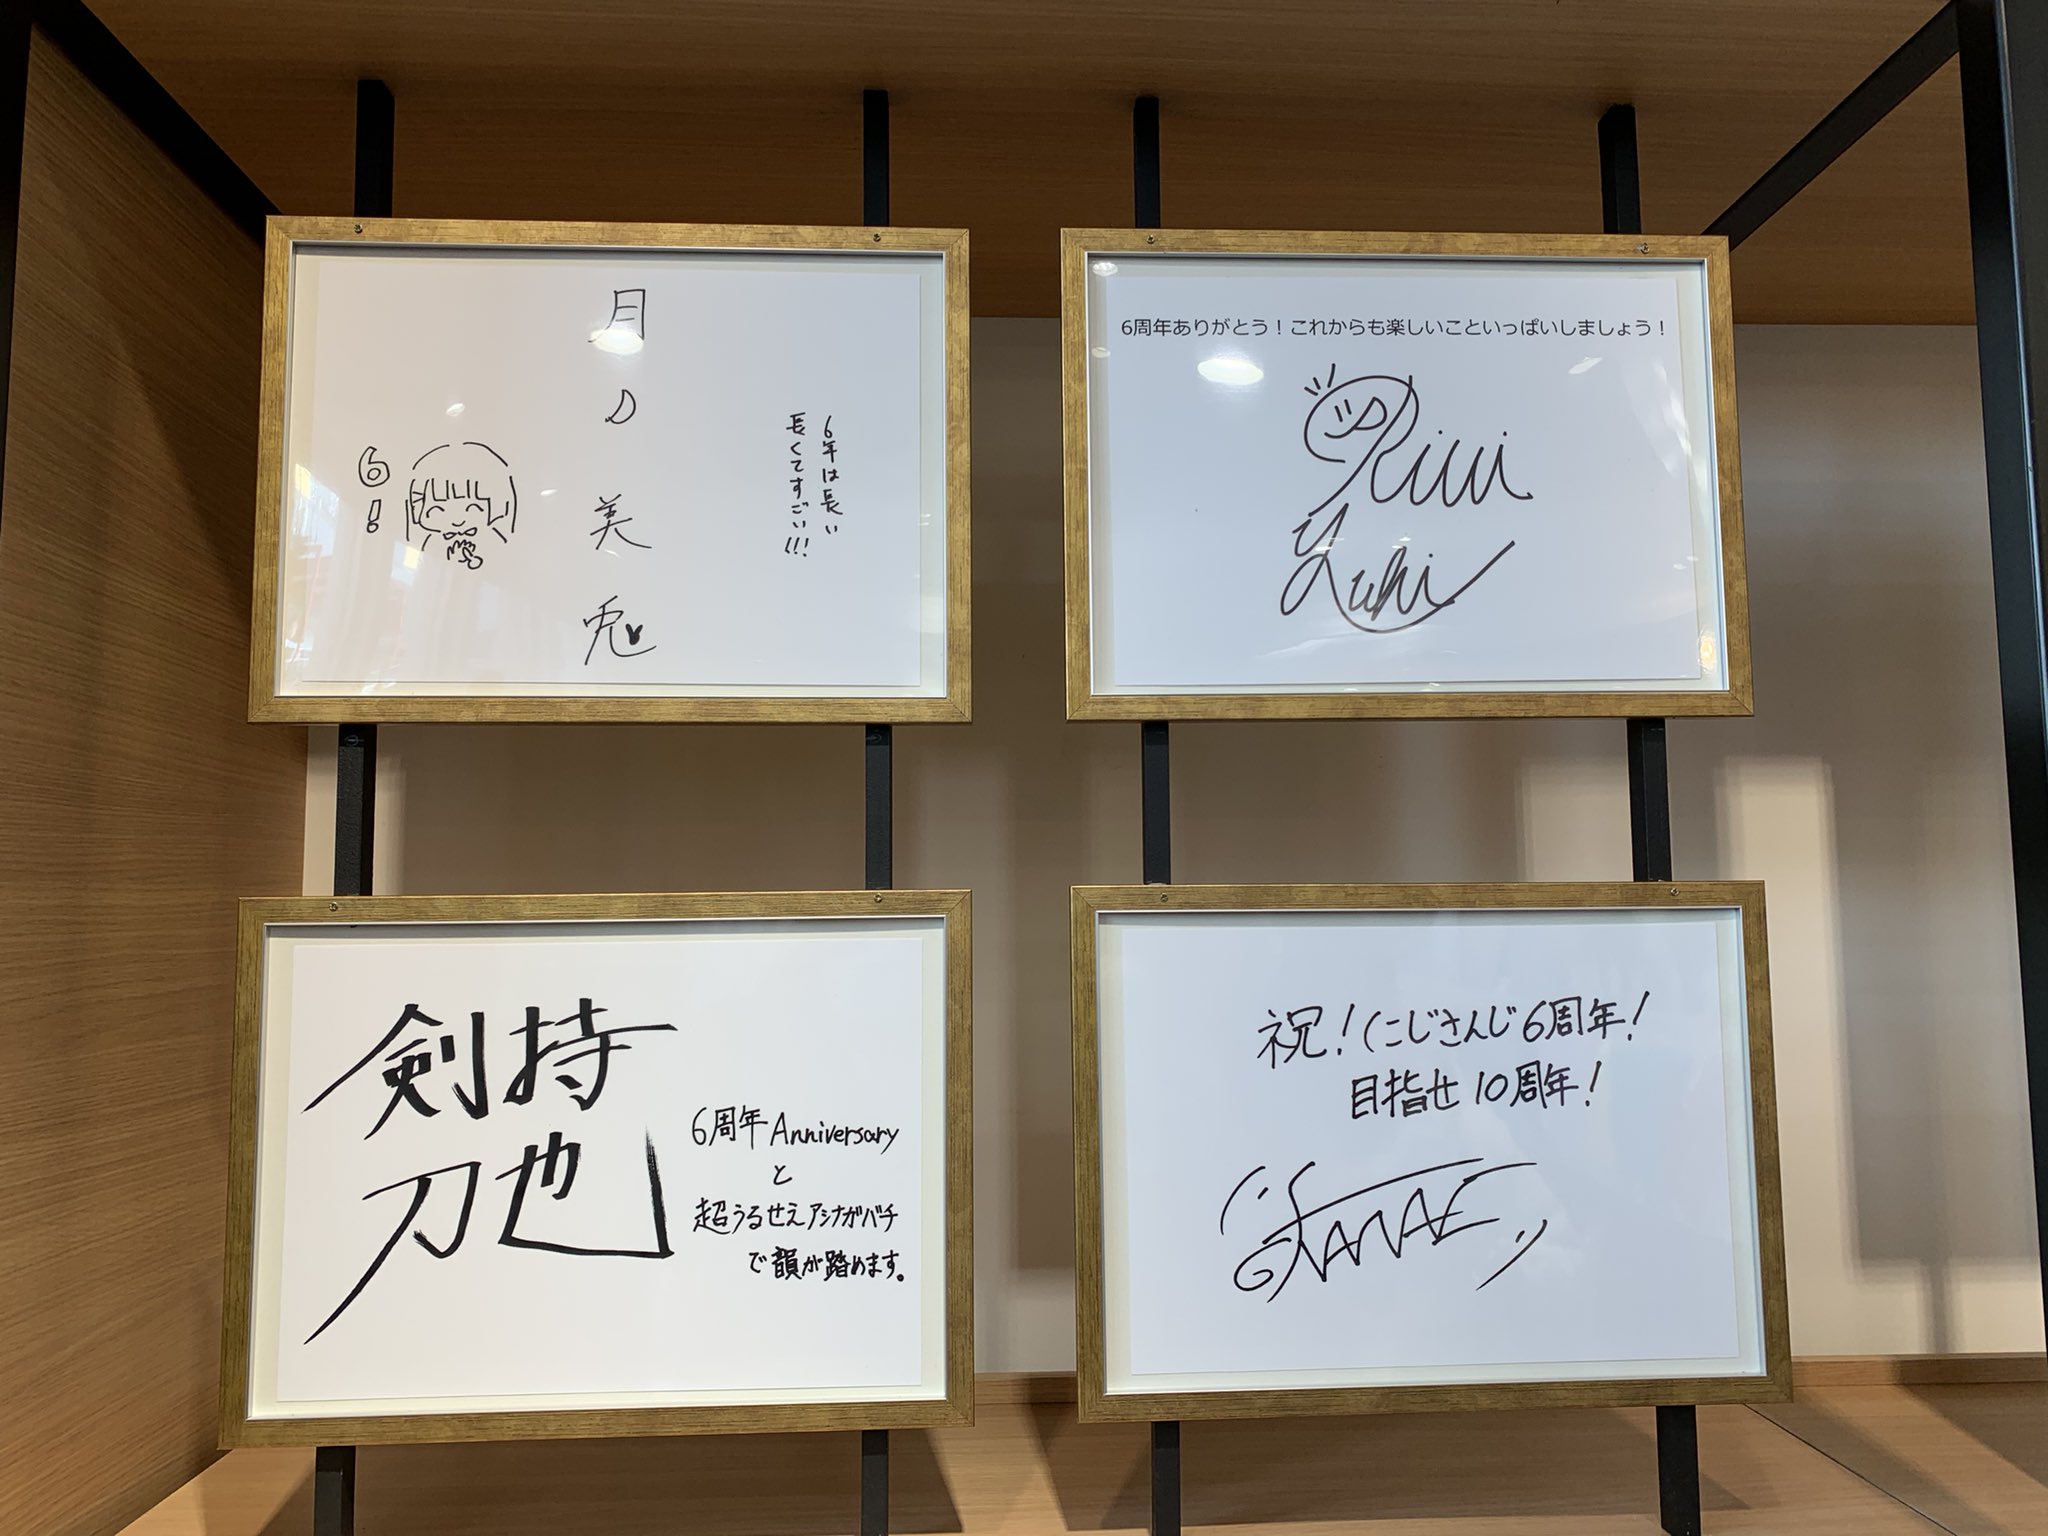 月ノ美兎
6年は長い
長くてすごい!!!
6!
6周年ありがとう！これからも楽しいこといっぱいしましょう！
Riri
Yuhi
剣持
刀也
6周年Anniversary
と
超うるせえアシナガバチ
で韻が踏めます。
祝!にじさんじ6周年!
目指せ10周年!